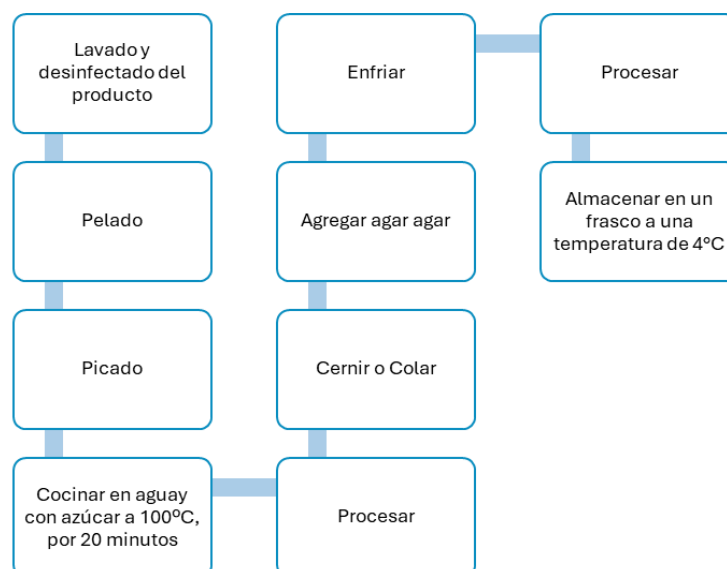 Lavado y
desinfectado del
producto
Pelado
Picado
Cocinar en aguay
con azúcar a 100ºC,
por 20 minutos
Procesar
Cernir o Colar
Agregar agar agar
Enfriar
Procesar
Almacenar en un
frasco a una
temperatura de 4°C